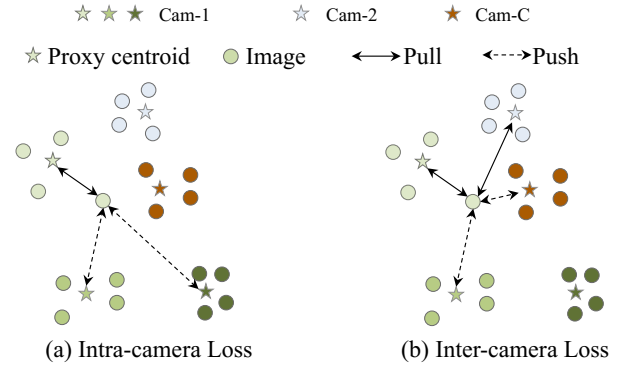 Cam-1 Cam-2 Cam-C
Proxy centroid Image Pull Push
(a) Intra-camera Loss (b) Inter-camera Loss